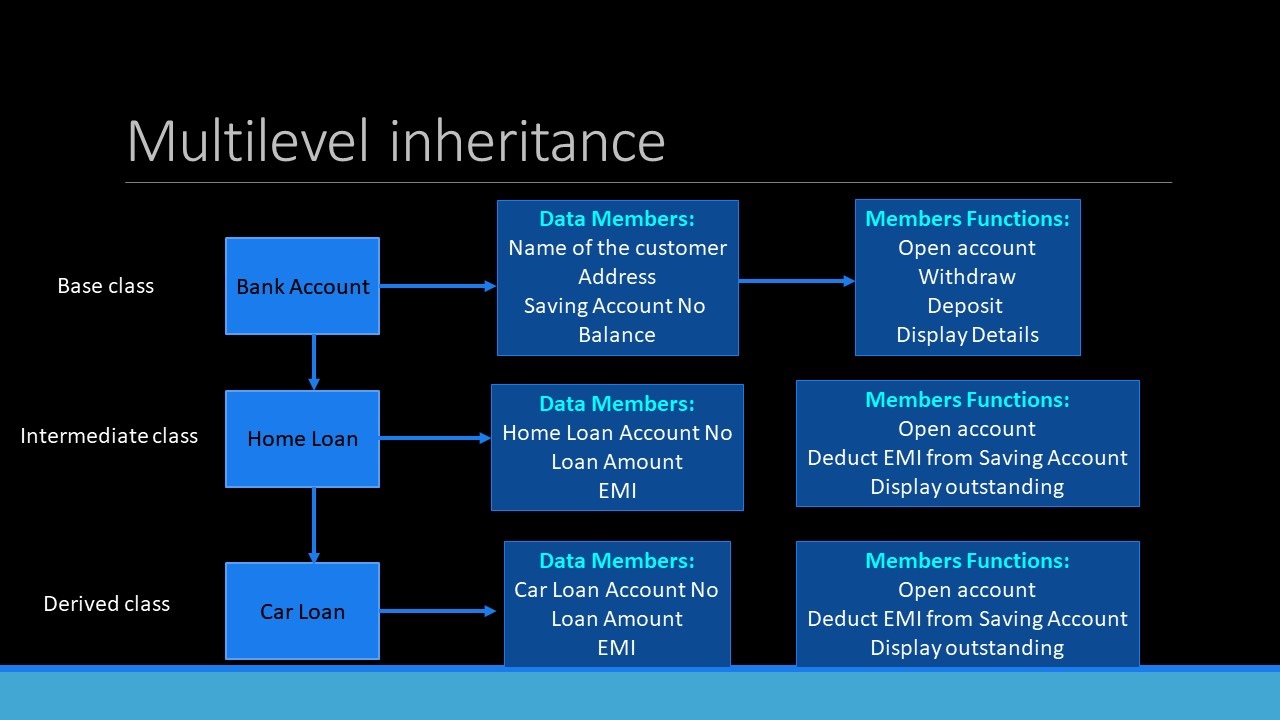 Multilevel inheritance
Base class
Bank Account
Data Members:
Name of the customer
Address
Saving Account No
Balance
Members Functions:
Open account
Withdraw
Deposit
Display Details
Intermediate class
Home Loan
Data Members:
Home Loan Account No
Loan Amount
EMI
Members Functions:
Open account
Deduct EMI from Saving Account
Display outstanding
Derived class
Car Loan
Data Members:
Car Loan Account No
Loan Amount
EMI
Members Functions:
Open account
Deduct EMI from Saving Account
Display outstanding